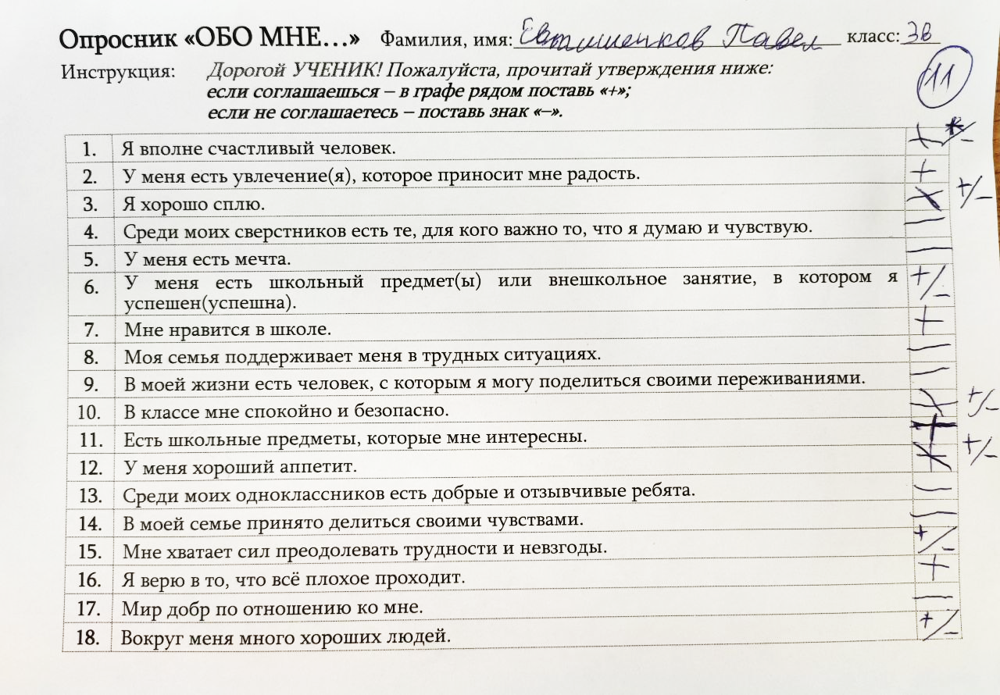 Опросник «ОБО МНЕ...» Фамилия, имя: Евтишенков Павел класс: 3В
11
Инструкция: Дорогой УЧЕНИК! Пожалуйста, прочитай утверждения ниже:
если соглашаешься – в графе рядом поставь «+»;
если не соглашаетесь – поставь знак «–».
1. Я вполне счастливый человек. + +/-
2. У меня есть увлечение(я), которое приносит мне радость. +
3. Я хорошо сплю. +/-
4. Среди моих сверстников есть те, для кого важно то, что я думаю и чувствую. —
5. У меня есть мечта. —
6. У меня есть школьный предмет(ы) или внешкольное занятие, в котором я +/-
успешен(успешна).
7. Мне нравится в школе. +
8. Моя семья поддерживает меня в трудных ситуациях. —
9. В моей жизни есть человек, с которым я могу поделиться своими переживаниями. —
10. В классе мне спокойно и безопасно. +/-
11. Есть школьные предметы, которые мне интересны. +
12. У меня хороший аппетит. +/-
13. Среди моих одноклассников есть добрые и отзывчивые ребята. —
14. В моей семье принято делиться своими чувствами. —
15. Мне хватает сил преодолевать трудности и невзгоды. +/-
16. Я верю в то, что всё плохое проходит. +
17. Мир добр по отношению ко мне. —
18. Вокруг меня много хороших людей. +/-